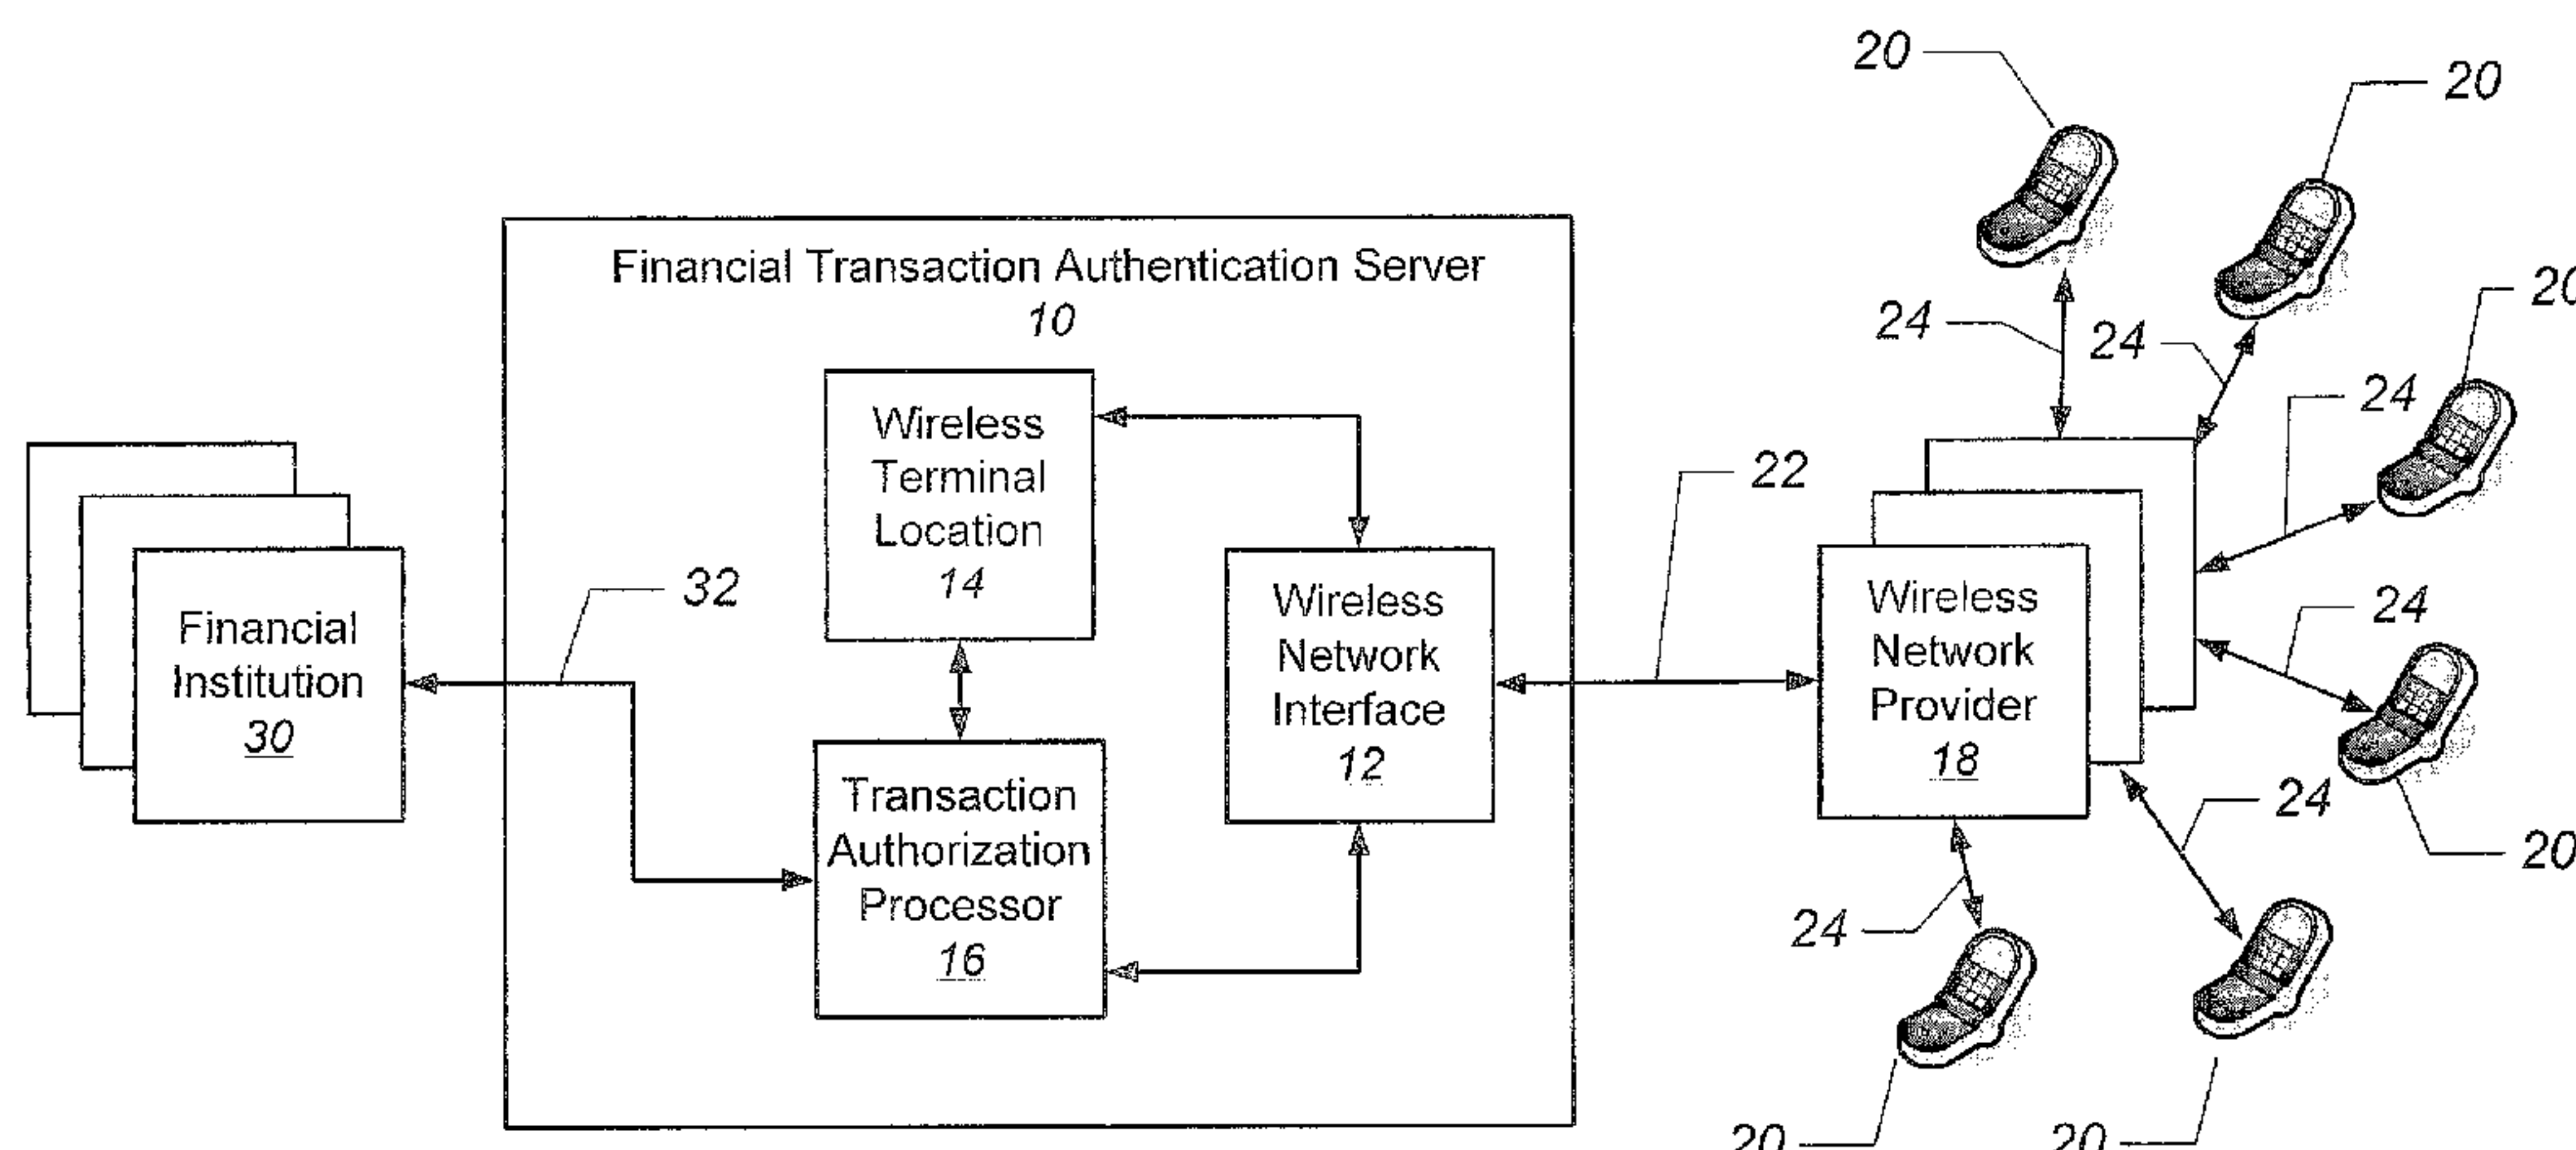 20
20
Financial Transaction Authentication Server
10
20
24
24
24
Wireless
Terminal
Location
14
22
32
Wireless
Network
Interface
12
Wireless
Network
Provider
18
24
Financial
Institution
30
Transaction
Authorization
Processor
16
24
20
24
20
20